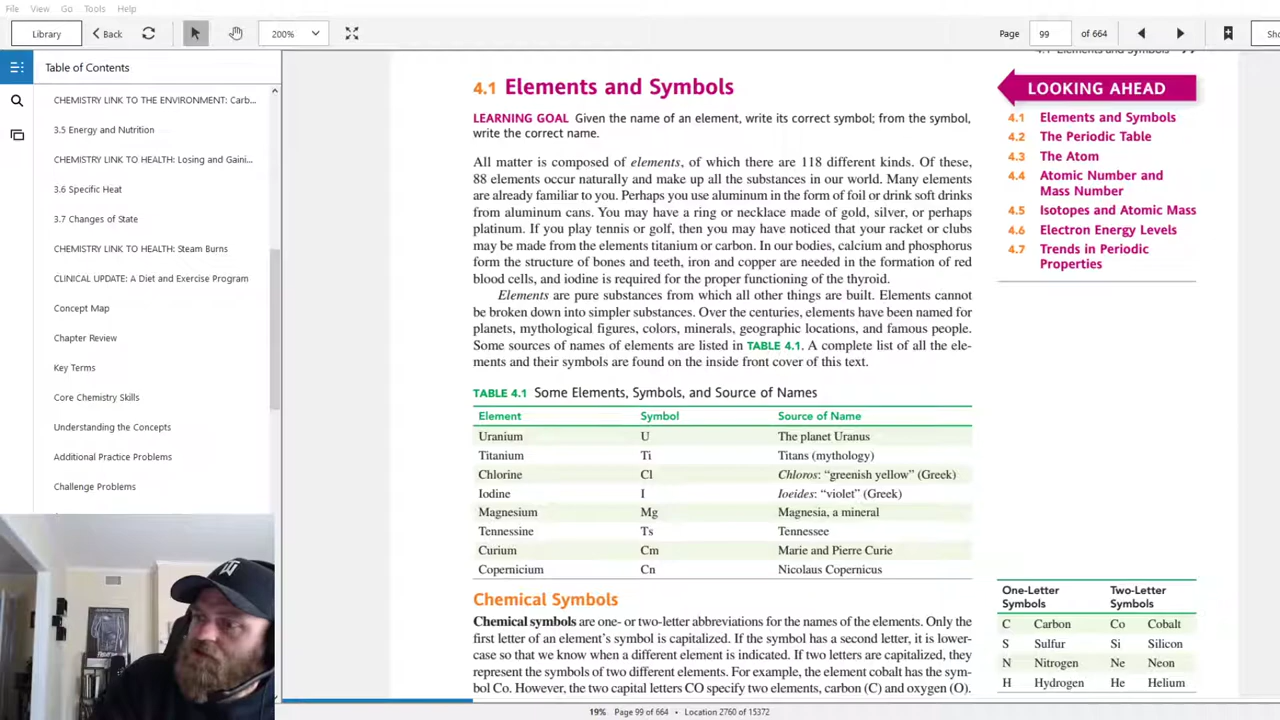 File View Go Tools Help
Library Back 200% Page 99 of 664
Table of Contents
CHEMISTRY LINK TO THE ENVIRONMENT: Carb...
3.5 Energy and Nutrition
CHEMISTRY LINK TO HEALTH: Losing and Gaini...
3.6 Specific Heat
3.7 Changes of State
CHEMISTRY LINK TO HEALTH: Steam Burns
CLINICAL UPDATE: A Diet and Exercise Program
Concept Map
Chapter Review
Key Terms
Core Chemistry Skills
Understanding the Concepts
Additional Practice Problems
Challenge Problems
4.1 Elements and Symbols
4.1 Elements and Symbols
LEARNING GOAL Given the name of an element, write its correct symbol; from the symbol,
write the correct name.
All matter is composed of elements, of which there are 118 different kinds. Of these,
88 elements occur naturally and make up all the substances in our world. Many elements
are already familiar to you. Perhaps you use aluminum in the form of foil or drink soft drinks
from aluminum cans. You may have a ring or necklace made of gold, silver, or perhaps
platinum. If you play tennis or golf, then you may have noticed that your racket or clubs
may be made from the elements titanium or carbon. In our bodies, calcium and phosphorus
form the structure of bones and teeth, iron and copper are needed in the formation of red
blood cells, and iodine is required for the proper functioning of the thyroid.
Elements are pure substances from which all other things are built. Elements cannot
be broken down into simpler substances. Over the centuries, elements have been named for
planets, mythological figures, colors, minerals, geographic locations, and famous people.
Some sources of names of elements are listed in TABLE 4.1. A complete list of all the ele-
ments and their symbols are found on the inside front cover of this text.
TABLE 4.1 Some Elements, Symbols, and Source of Names
Element Symbol Source of Name
Uranium U The planet Uranus
Titanium Ti Titans (mythology)
Chlorine Cl Chloros: “greenish yellow” (Greek)
Iodine I Ioeides: “violet” (Greek)
Magnesium Mg Magnesia, a mineral
Tennessine Ts Tennessee
Curium Cm Marie and Pierre Curie
Copernicium Cn Nicolaus Copernicus
Chemical Symbols
Chemical symbols are one- or two-letter abbreviations for the names of the elements. Only the
first letter of an element’s symbol is capitalized. If the symbol has a second letter, it is lower-
case so that we know when a different element is indicated. If two letters are capitalized, they
represent the symbols of two different elements. For example, the element cobalt has the sym-
bol Co. However, the two capital letters CO specify two elements, carbon (C) and oxygen (O).
LOOKING AHEAD
4.1 Elements and Symbols
4.2 The Periodic Table
4.3 The Atom
4.4 Atomic Number and
Mass Number
4.5 Isotopes and Atomic Mass
4.6 Electron Energy Levels
4.7 Trends in Periodic
Properties
One-Letter Two-Letter
Symbols Symbols
C Carbon Co Cobalt
S Sulfur Si Silicon
N Nitrogen Ne Neon
H Hydrogen He Helium
19% Page 99 of 664 • Location 2760 of 15372